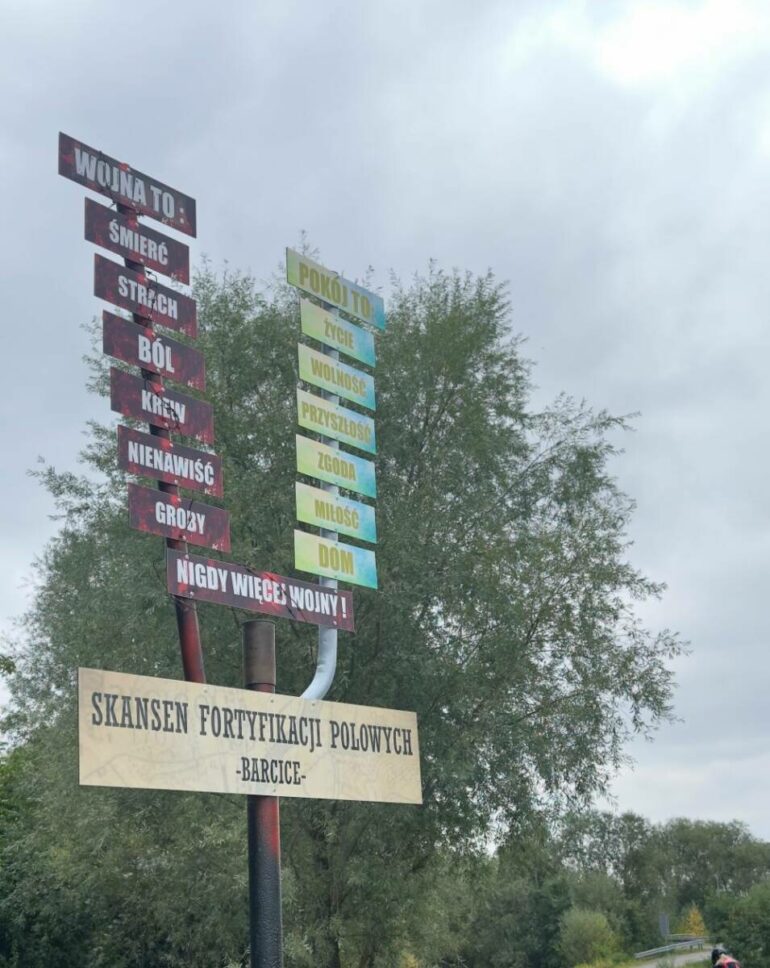 WOJNA TO :
ŚMIERĆ
STRACH
BÓL
KREW
NIENAWIŚĆ
GROBY
POKÓJ TO:
ŻYCIE
WOLNOŚĆ
PRZYSZŁOŚĆ
ZGODA
MIŁOŚĆ
DOM
NIGDY WIĘCEJ WOJNY !
SKANSEN FORTYFIKACJI POLOWYCH
-BARCICE-